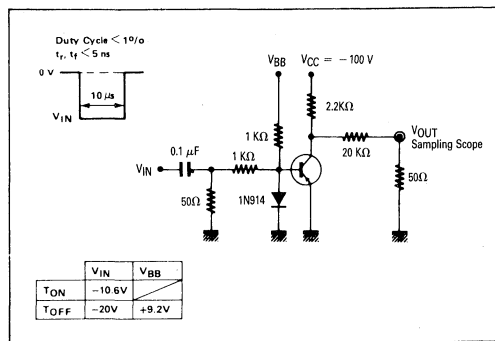 Duty Cycle < 1º/o
tr, tf < 5 ns
0 V
10 μs
VIN
VBB
VCC = −100 V
2.2KΩ
1 KΩ
VOUT
Sampling Scope
0.1 μF
1 KΩ
20 KΩ
VIN
50Ω
1N914
50Ω
VIN VBB
TON −10.6V
TOFF −20V +9.2V